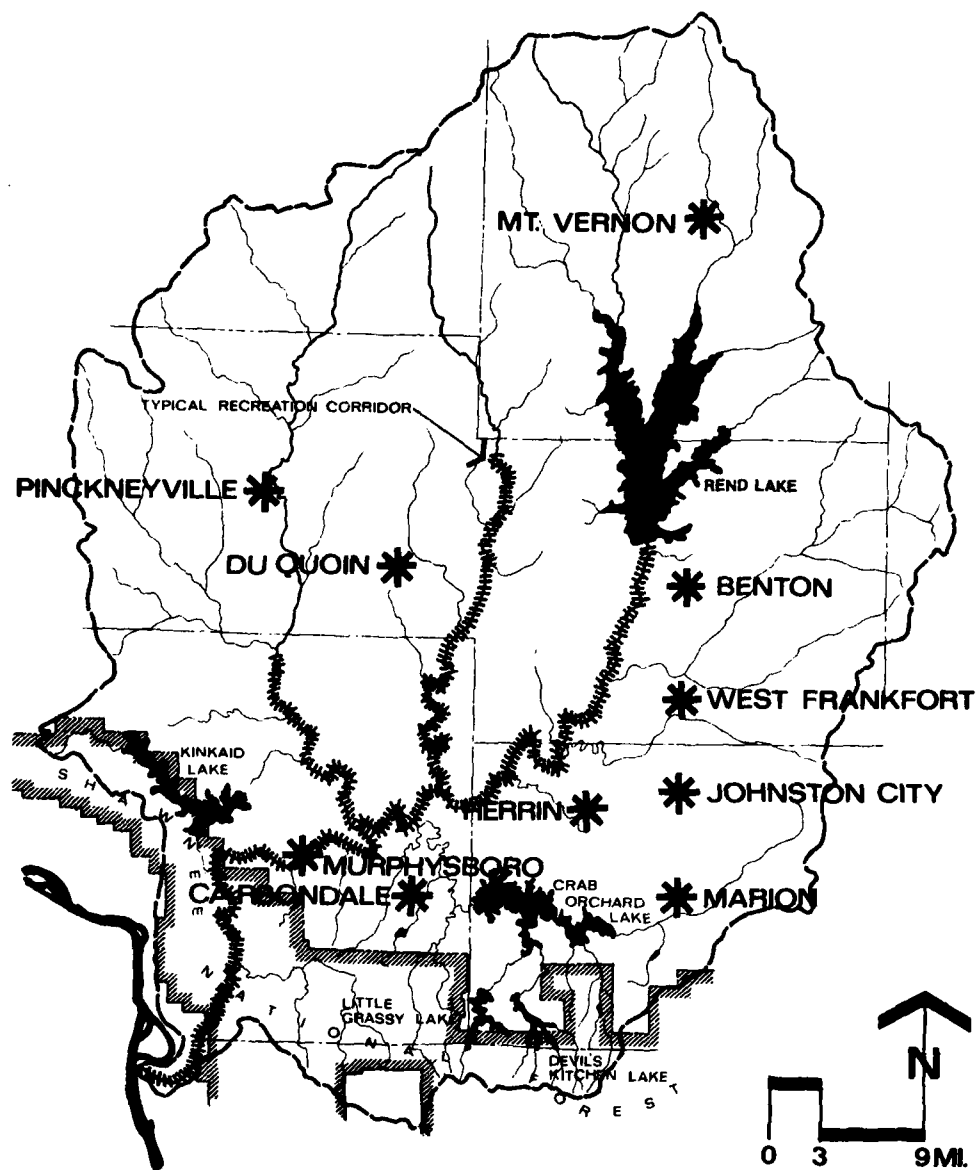 MT. VERNON
TYPICAL RECREATION CORRIDOR
PINCKNEYVILLE
REND LAKE
DU QUOIN
BENTON
WEST FRANKFORT
KINKAID
LAKE
JOHNSTON CITY
HERRIN
MURPHYSBORO
CARBONDALE
CRAB
ORCHARD
LAKE
MARION
SHAWNEE NATIONAL FOREST
LITTLE
GRASSY LAKE
DEVIL'S
KITCHEN LAKE
N
0 3 9 MI.